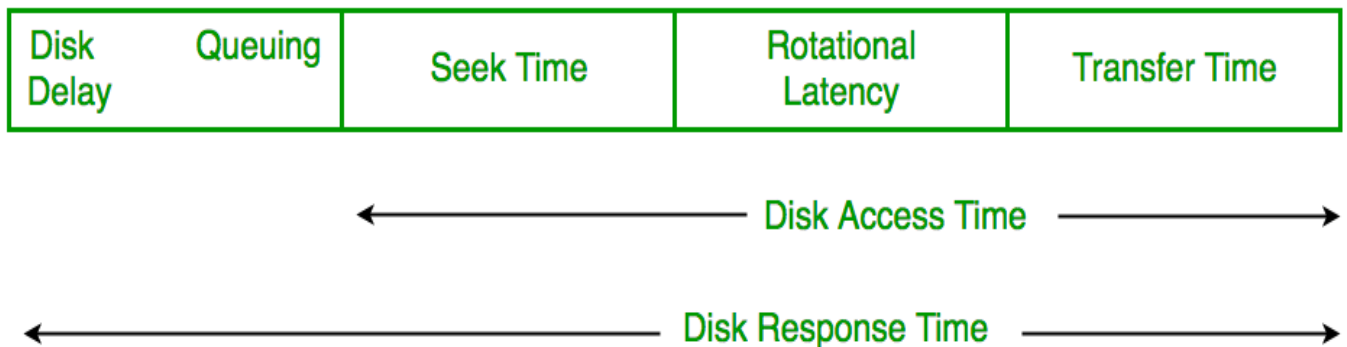 Disk Queuing
Delay
Seek Time
Rotational
Latency
Transfer Time
Disk Access Time
Disk Response Time